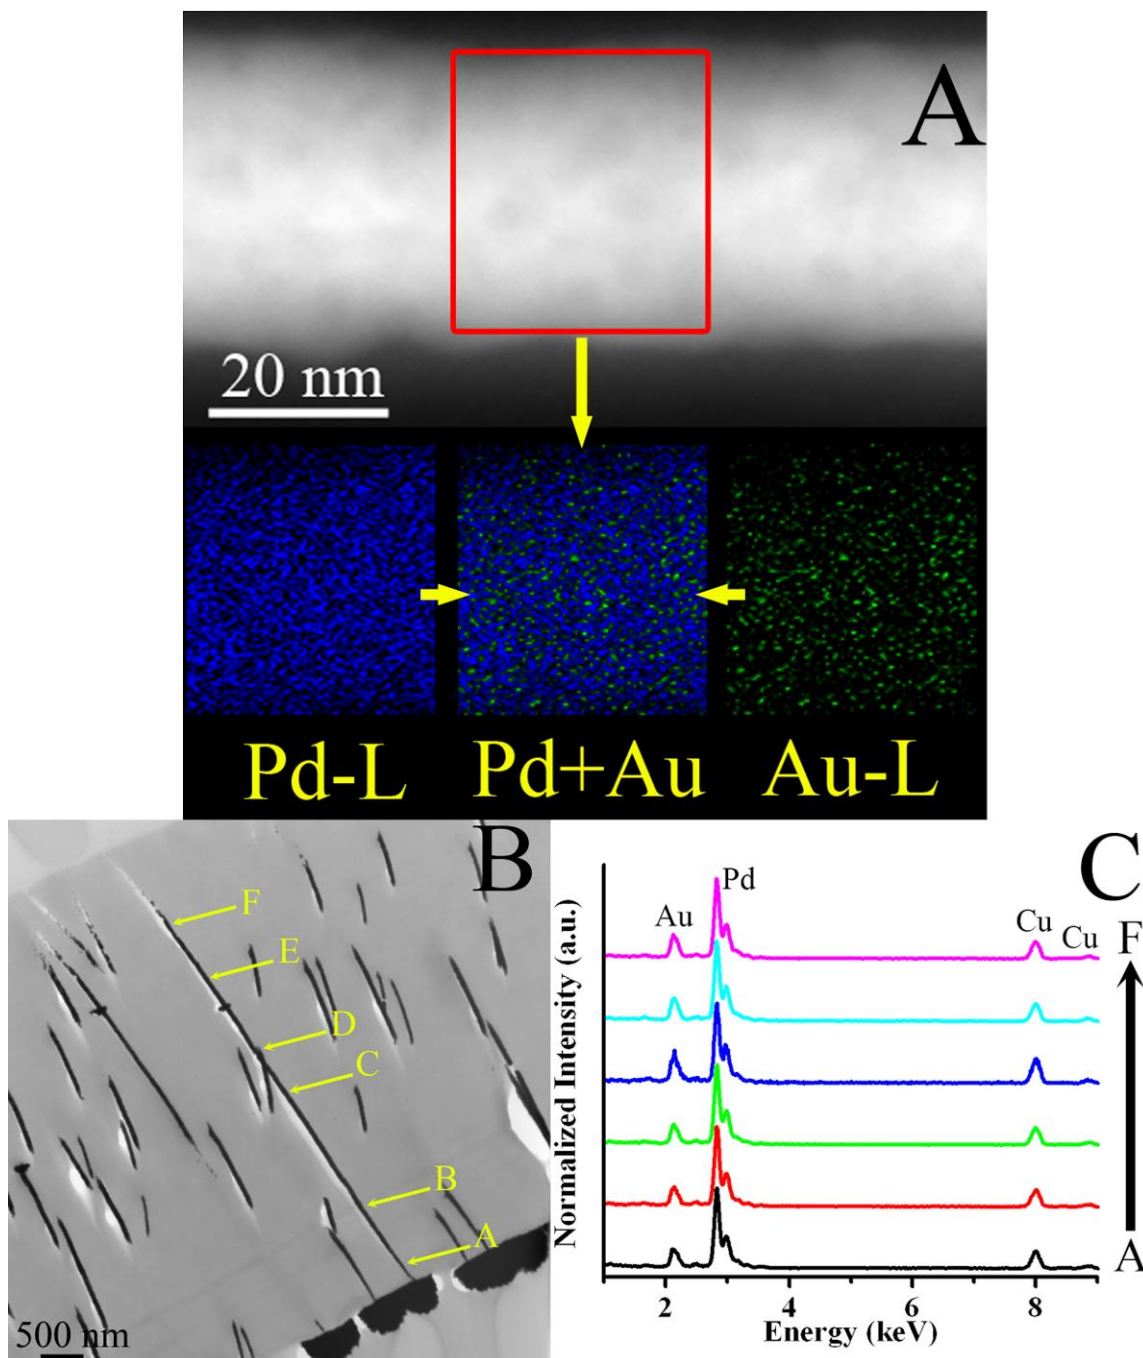 A
20 nm
Pd-L
Pd+Au
Au-L
B
F
E
D
C
B
A
500 nm
C
Normalized Intensity (a.u.)
Au
Pd
Cu
Cu
F
A
2
4
6
8
Energy (keV)